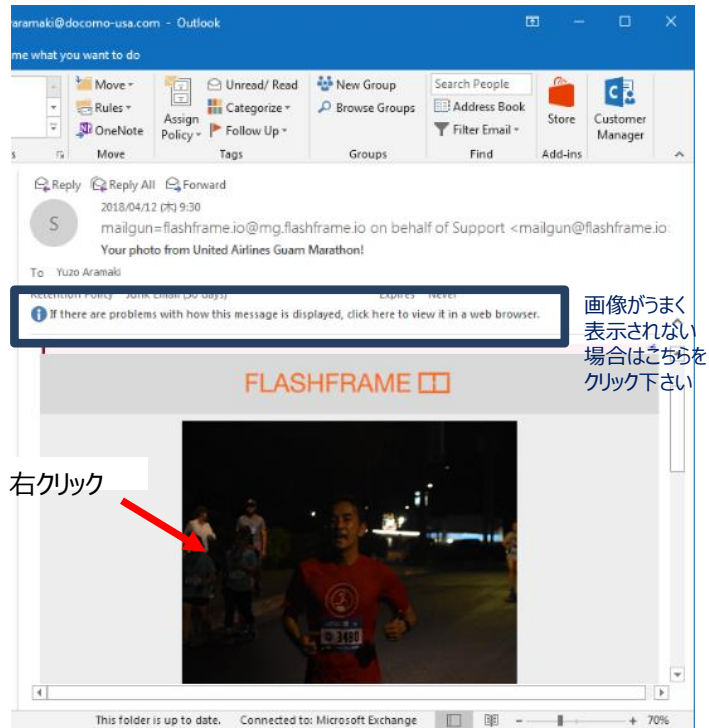 aramaki@docomo-usa.com - Outlook
me what you want to do
Move
Rules
OneNote
Move
Assign
Policy
Unread/ Read
Categorize
Follow Up
Tags
New Group
Browse Groups
Groups
Search People
Address Book
Filter Email
Find
Store
Add-ins
Customer
Manager
Reply Reply All Forward
S
2018/04/12 (木) 9:30
mailgun=flashframe.io@mg.flashframe.io on behalf of Support <mailgun@flashframe.io>
Your photo from United Airlines Guam Marathon!
To Yuzo Aramaki
Retention Policy Junk Email (30 days) Expires Never
If there are problems with how this message is displayed, click here to view it in a web browser.
画像がうまく
表示されない
場合はこちらを
クリック下さい
FLASHFRAME
右クリック
3480
This folder is up to date. Connected to: Microsoft Exchange 70%